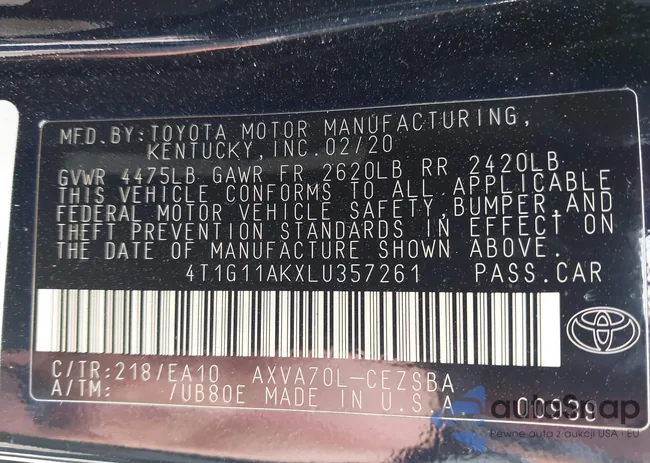 MFD.BY:TOYOTA MOTOR MANUFACTURING,
KENTUCKY,INC.02/20
GVWR 4475LB GAWR FR 2620LB RR 2420LB
THIS VEHICLE CONFORMS TO ALL APPLICABLE
FEDERAL MOTOR VEHICLE SAFETY,BUMPER,AND
THEFT PREVENTION STANDARDS IN EFFECT ON
THE DATE OF MANUFACTURE SHOWN ABOVE.
4T1G11AKXLU357261 PASS.CAR
C/TR:218/EA10 AXVA70L-CEZSBA
A/TM: /UB80E MADE IN U.S.A 00939
autoSnap
Pewne auta z aukcji USA i EU